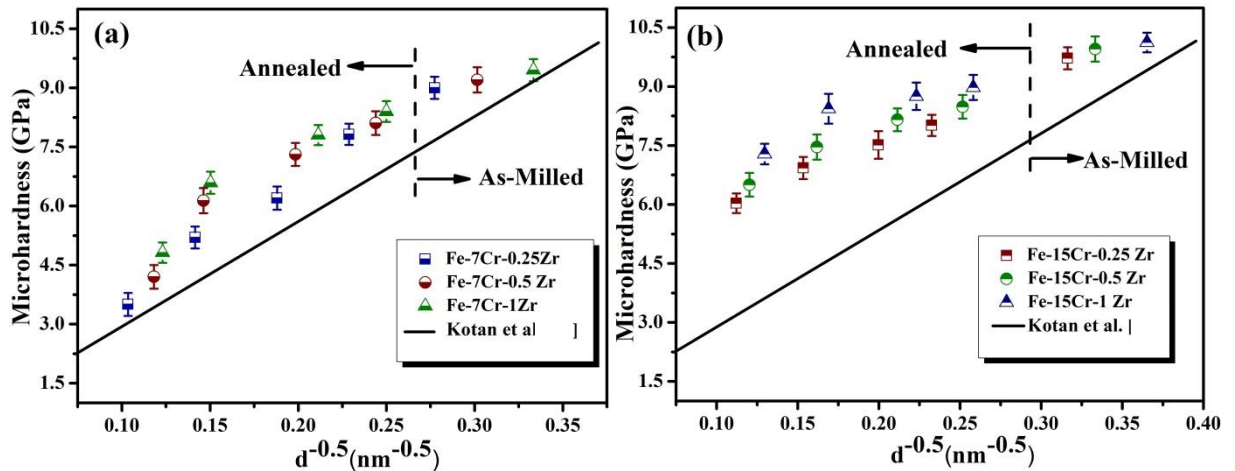 (a)
10.5
9.0
7.5
6.0
4.5
3.0
1.5
Microhardness (GPa)
Annealed
As-Milled
Fe-7Cr-0.25Zr
Fe-7Cr-0.5 Zr
Fe-7Cr-1Zr
Kotan et al ]
0.10 0.15 0.20 0.25 0.30 0.35
d-0.5(nm-0.5)
(b)
10.5
9.0
7.5
6.0
4.5
3.0
1.5
Microhardness (GPa)
Annealed
As-Milled
Fe-15Cr-0.25 Zr
Fe-15Cr-0.5 Zr
Fe-15Cr-1 Zr
Kotan et al. |
0.10 0.15 0.20 0.25 0.30 0.35 0.40
d-0.5(nm-0.5)